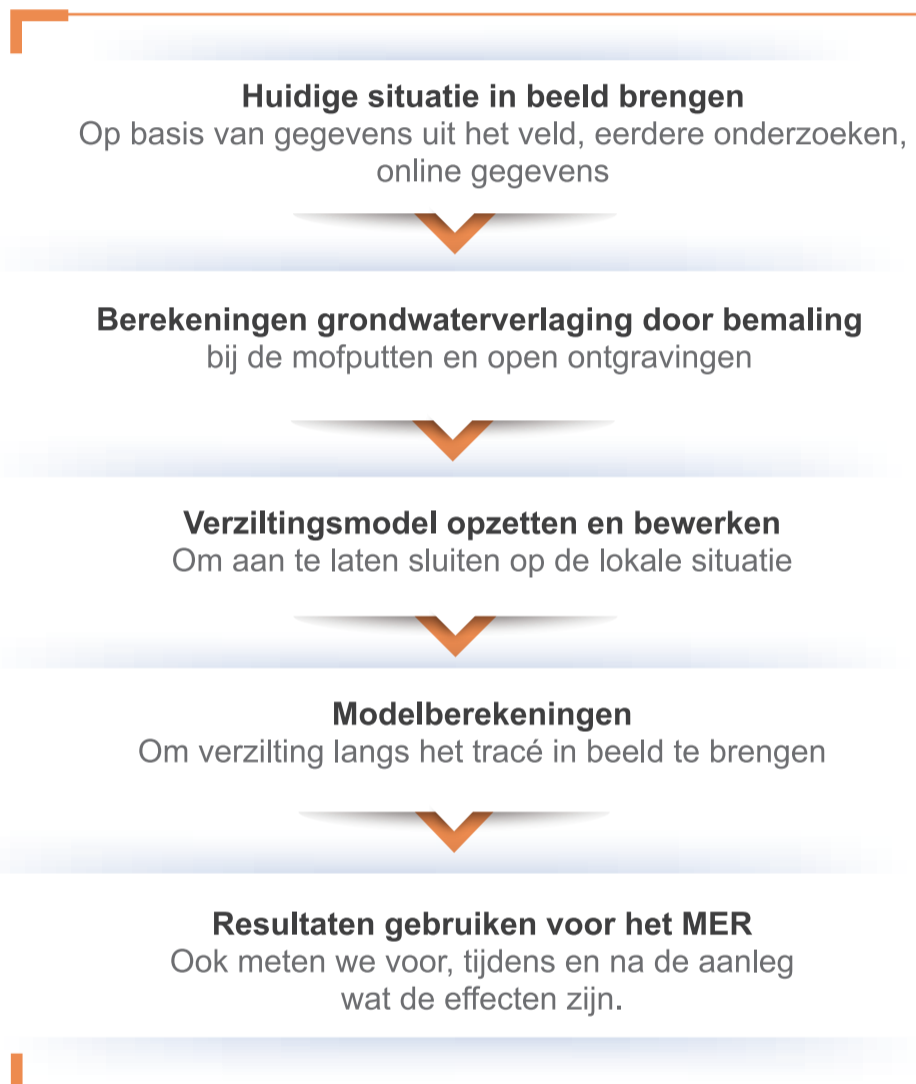 Huidige situatie in beeld brengen
Op basis van gegevens uit het veld, eerdere onderzoeken,
online gegevens
Berekeningen grondwaterverlaging door bemaling
bij de mofputten en open ontgravingen
Verziltingsmodel opzetten en bewerken
Om aan te laten sluiten op de lokale situatie
Modelberekeningen
Om verzilting langs het tracé in beeld te brengen
Resultaten gebruiken voor het MER
Ook meten we voor, tijdens en na de aanleg
wat de effecten zijn.